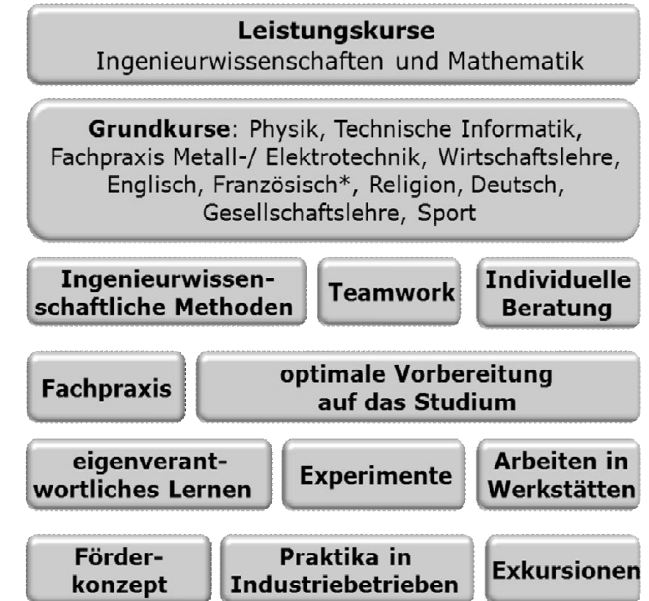 Leistungskurse
Ingenieurwissenschaften und Mathematik
Grundkurse: Physik, Technische Informatik,
Fachpraxis Metall-/ Elektrotechnik, Wirtschaftslehre,
Englisch, Französisch*, Religion, Deutsch,
Gesellschaftslehre, Sport
Ingenieurwissen-
schaftliche Methoden
Teamwork
Individuelle
Beratung
Fachpraxis
optimale Vorbereitung
auf das Studium
eigenverant-
wortliches Lernen
Experimente
Arbeiten in
Werkstätten
Förder-
konzept
Praktika in
Industriebetrieben
Exkursionen